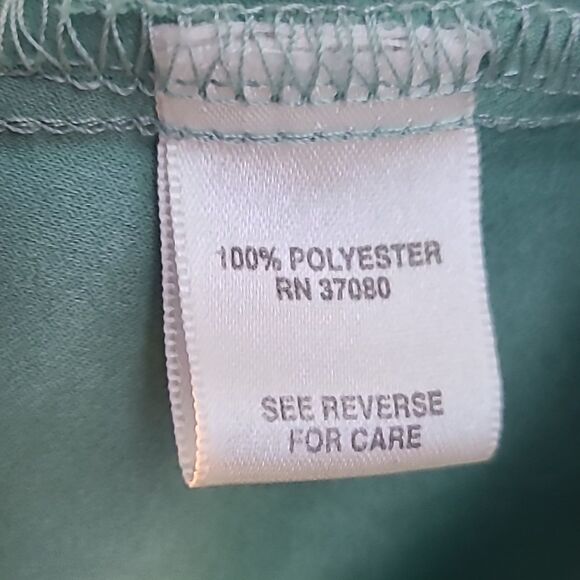 100% POLYESTER
RN 37080
SEE REVERSE
FOR CARE